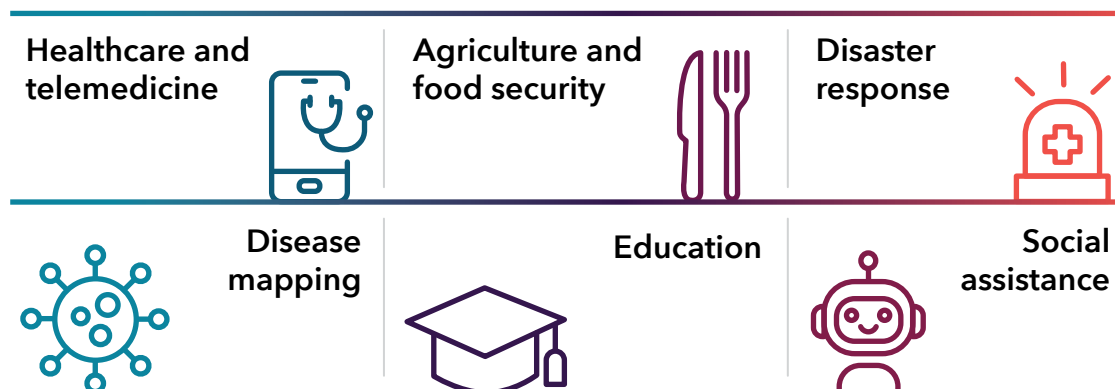 Healthcare and
telemedicine
Agriculture and
food security
Disaster
response
Disease
mapping
Education
Social
assistance